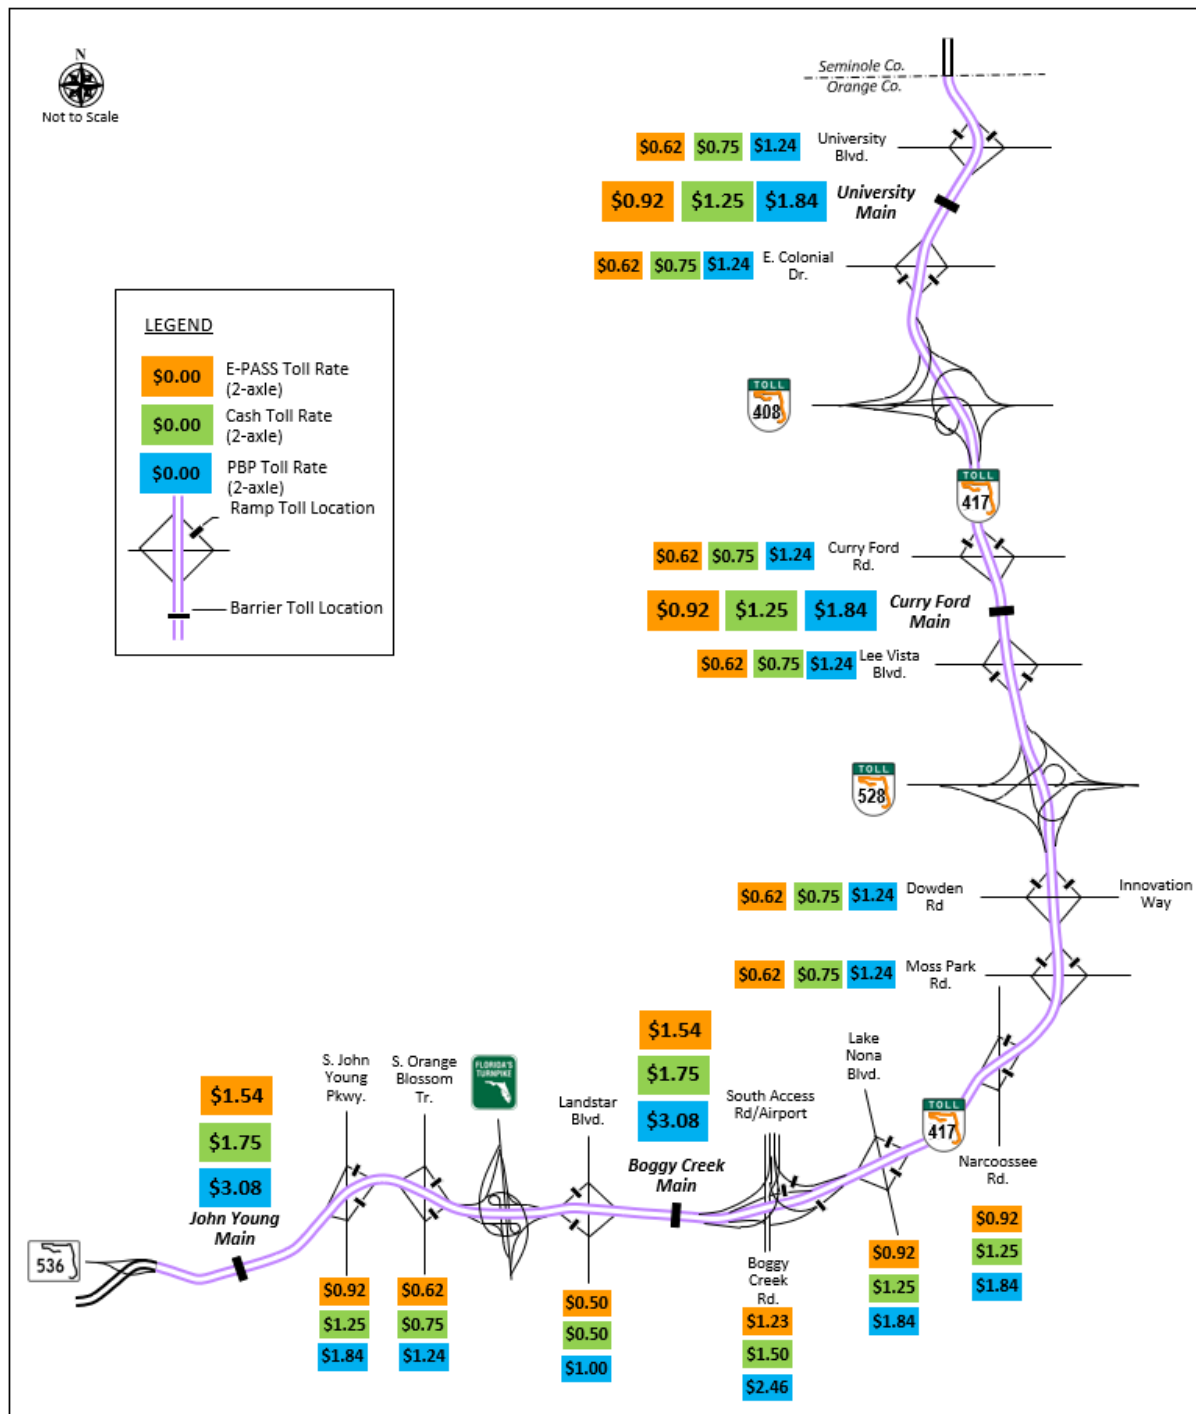 N
Not to Scale
Seminole Co.
Orange Co.
$0.62 $0.75 $1.24
University
Blvd.
$0.92 $1.25 $1.84
University
Main
$0.62 $0.75 $1.24
E. Colonial
Dr.
LEGEND
$0.00
E-PASS Toll Rate
(2-axle)
$0.00
Cash Toll Rate
(2-axle)
$0.00
PBP Toll Rate
(2-axle)
Ramp Toll Location
Barrier Toll Location
TOLL
408
TOLL
417
$0.62 $0.75 $1.24
Curry Ford
Rd.
$0.92 $1.25 $1.84
Curry Ford
Main
$0.62 $0.75 $1.24
Lee Vista
Blvd.
TOLL
528
$0.62 $0.75 $1.24
Dowden
Rd
Innovation
Way
$0.62 $0.75 $1.24
Moss Park
Rd.
$1.54
$1.75
$3.08
John Young
Main
S. John
Young
Pkwy.
S. Orange
Blossom
Tr.
FLORIDA'S
TURNPIKE
Landstar
Blvd.
$1.54
$1.75
$3.08
Boggy Creek
Main
South Access
Rd/Airport
Lake
Nona
Blvd.
TOLL
417
Narcoossee
Rd.
$0.92
$1.25
$1.84
536
$0.92
$1.25
$1.84
$0.62
$0.75
$1.24
$0.50
$0.50
$1.00
Boggy
Creek
Rd.
$1.23
$1.50
$2.46
$0.92
$1.25
$1.84